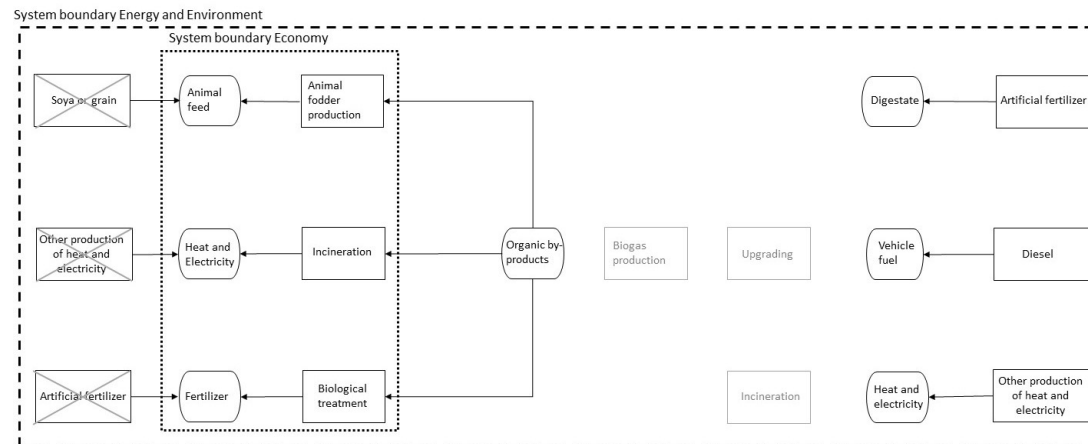 System boundary Energy and Environment
System boundary Economy
Soya or grain
Animal
feed
Animal
fodder
production
Digestate
Artificial fertilizer
Other production
of heat and
electricity
Heat and
Electricity
Incineration
Organic by-
products
Biogas
production
Upgrading
Vehicle
fuel
Diesel
Artificial fertilizer
Fertilizer
Biological
treatment
Incineration
Heat and
electricity
Other production
of heat and
electricity